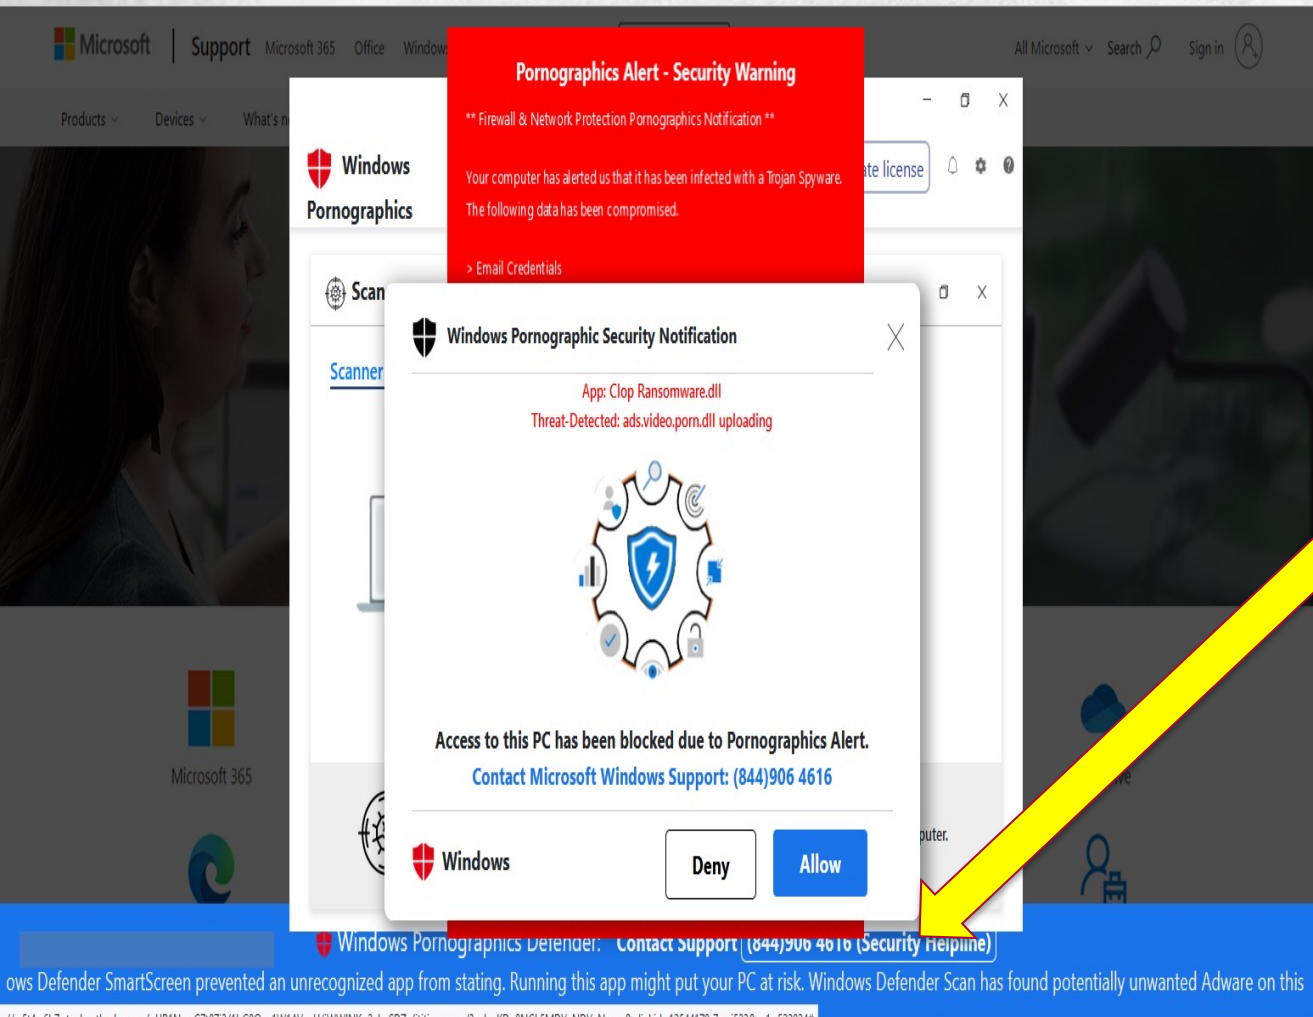 Microsoft
Support Microsoft 365 Office Window
All Microsoft Search Sign in
Products Devices What's
Pornographics Alert - Security Warning
** Firewall & Network Protection Pornographics Notification **
Your computer has alerted us that it has been infected with a Trojan Spyware.
The following data has been compromised.
> Email Credentials
Windows
Pornographics
license
Scan
Scanner
Windows Pornographic Security Notification
App: Clop Ransomware.dll
Threat-Detected: ads.video.porn.dll uploading
Access to this PC has been blocked due to Pornographics Alert.
Contact Microsoft Windows Support: (844)906 4616
Windows
Deny
Allow
Microsoft 365
puter.
Windows Pornographics Defender: Contact Support (844)906 4616 (Security Helpline)
ows Defender SmartScreen prevented an unrecognized app from stating. Running this app might put your PC at risk. Windows Defender Scan has found potentially unwanted Adware on this